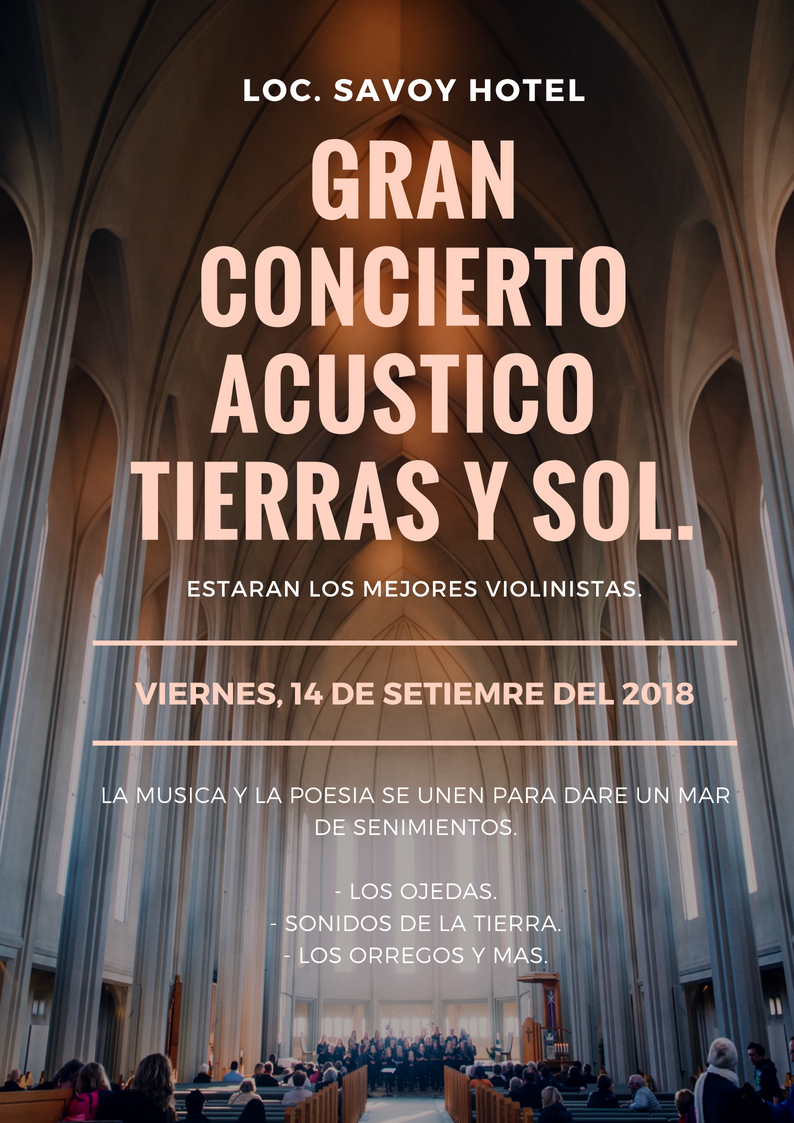 LOC. SAVOY HOTEL
GRAN
CONCIERTO
ACUSTICO
TIERRAS Y SOL.
ESTARAN LOS MEJORES VIOLINISTAS.
VIERNES, 14 DE SETIEMRE DEL 2018
LA MUSICA Y LA POESIA SE UNEN PARA DARE UN MAR
DE SENIMIENTOS.
- LOS OJEDAS.
- SONIDOS DE LA TIERRA.
- LOS ORREGOS Y MAS.